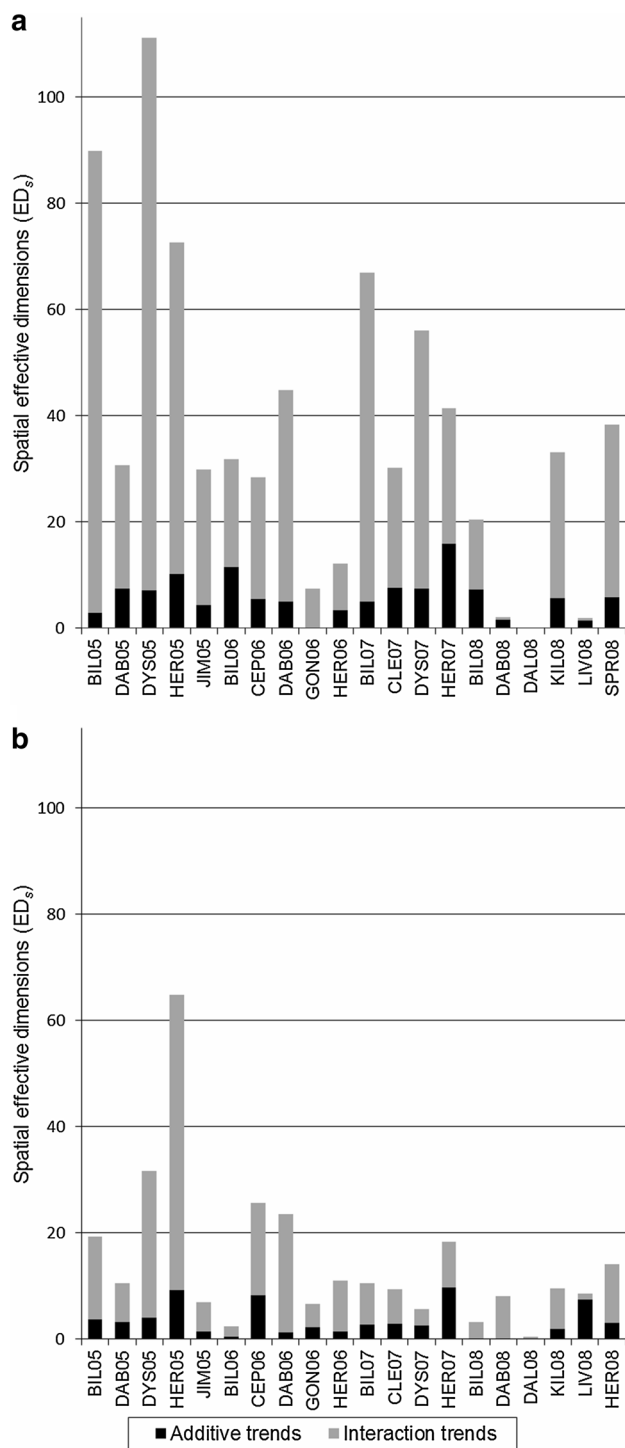 a
Spatial effective dimensions (EDs)
100
80
60
40
20
0
BIL05
DAB05
DYS05
HER05
JIM05
BIL06
CEP06
DAB06
GON06
HER06
BIL07
CLE07
DYS07
HER07
BIL08
DAB08
DAL08
KIL08
LIV08
SPR08
b
Spatial effective dimensions (EDs)
100
80
60
40
20
0
BIL05
DAB05
DYS05
HER05
JIM05
BIL06
CEP06
DAB06
GON06
HER06
BIL07
CLE07
DYS07
HER07
BIL08
DAB08
DAL08
KIL08
LIV08
HER08
Additive trends
Interaction trends